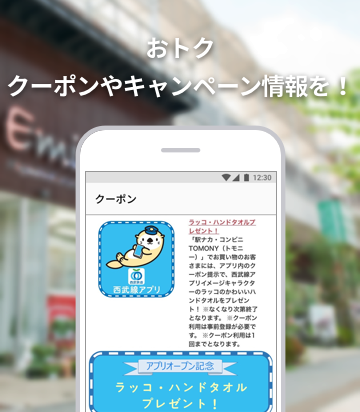 おトク
クーポンやキャンペーン情報を！
Emi
12:30
クーポン
ラッコ・ハンドタオルプ
レゼント！
「駅ナカ・コンビニ
TOMONY（トモニ
ー）」でお買い物のお客
さまには、アプリ内のク
ーポン提示で、西武線ア
プリイメージキャラクタ
ーのラッコのかわいいハ
ンドタオルをプレゼン
ト！ ※なくなり次第終了
となります。 ※クーポン
利用は事前登録が必要で
す。 ※クーポン利用は1
回までとなります。
西武線アプリ
アプリオープン記念
ラッコ・ハンドタオル
プレゼント！